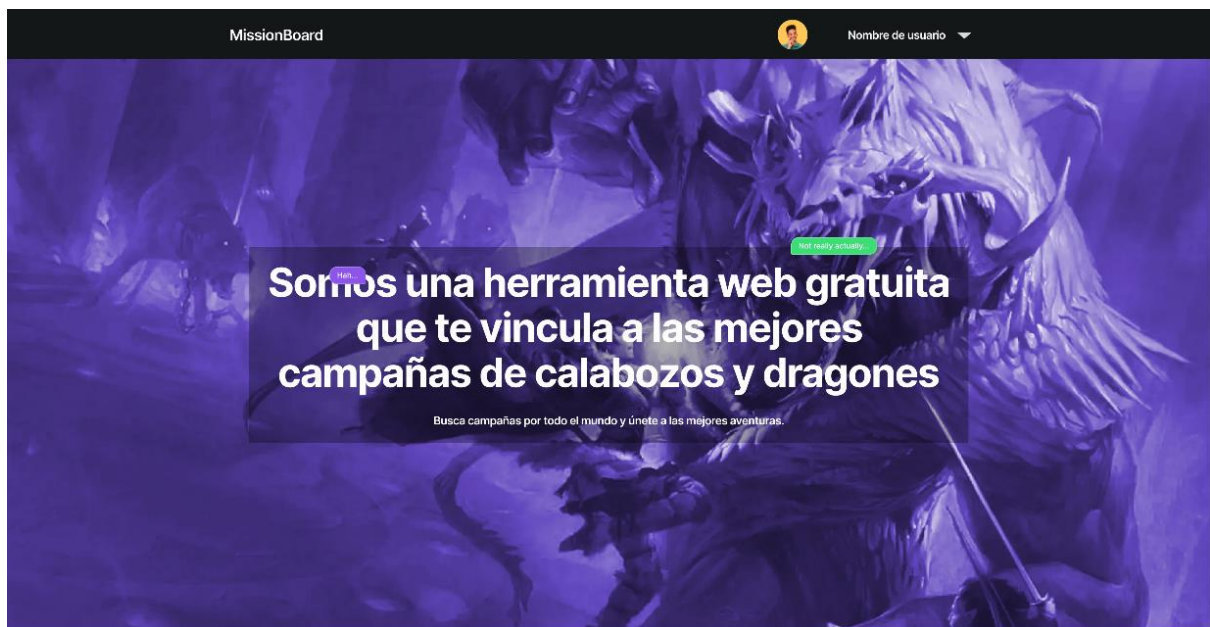 MissionBoard
Nombre de usuario
Not really actually...
Somos una herramienta web gratuita
que te vincula a las mejores
campañas de calabozos y dragones
Busca campañas por todo el mundo y únete a las mejores aventuras.